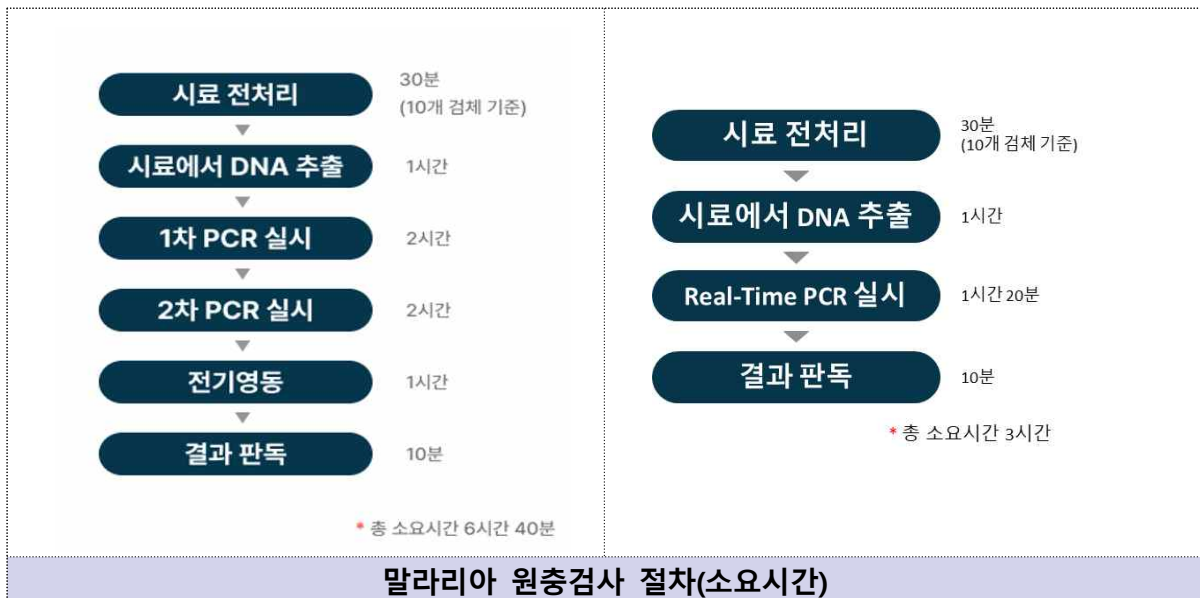 시료 전처리
30분
(10개 검체 기준)
시료에서 DNA 추출
1시간
1차 PCR 실시
2시간
2차 PCR 실시
2시간
전기영동
1시간
결과 판독
10분
* 총 소요시간 6시간 40분
시료 전처리
30분
(10개 검체 기준)
시료에서 DNA 추출
1시간
Real-Time PCR 실시
1시간 20분
결과 판독
10분
* 총 소요시간 3시간
말라리아 원충검사 절차(소요시간)